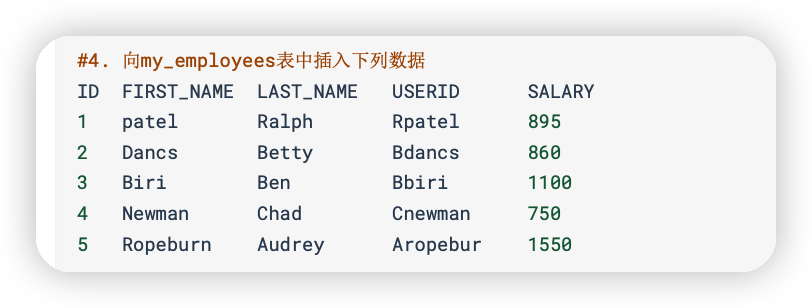 #4. 向my_employees表中插入下列数据
ID FIRST_NAME LAST_NAME USERID SALARY
1 patel Ralph Rpatel 895
2 Dancs Betty Bdancs 860
3 Biri Ben Bbiri 1100
4 Newman Chad Cnewman 750
5 Ropeburn Audrey Aropebur 1550